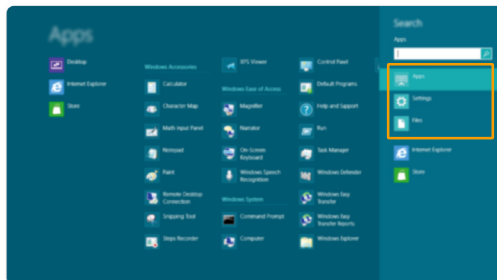 Apps
Desktop
Internet Explorer
Store
Windows Accessories
Calculator
Character Map
Math Input Panel
Notepad
Paint
Remote Desktop
Connection
Snipping Tool
Steps Recorder
XPS Viewer
Windows Ease of Access
Magnifier
Narrator
On-Screen
Keyboard
Windows Speech
Recognition
Windows System
Command Prompt
Computer
Control Panel
Default Programs
Help and Support
Run
Task Manager
Windows Defender
Windows Easy
Transfer
Windows Easy
Transfer Reports
Windows Explorer
Search
Apps
Apps
Settings
Files
Internet Explorer
Store